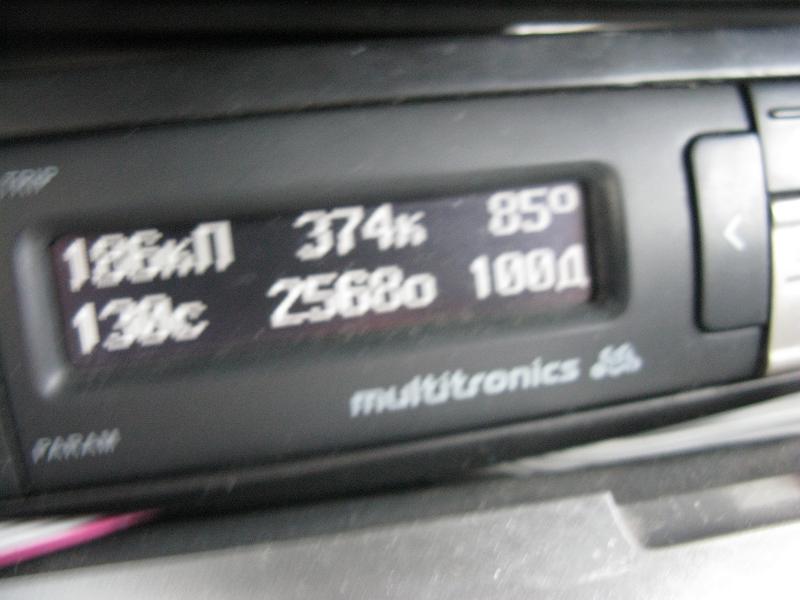 TRIP
186кП 374к 85°
130с 2568о 100Д
multitronics
PARAM
<